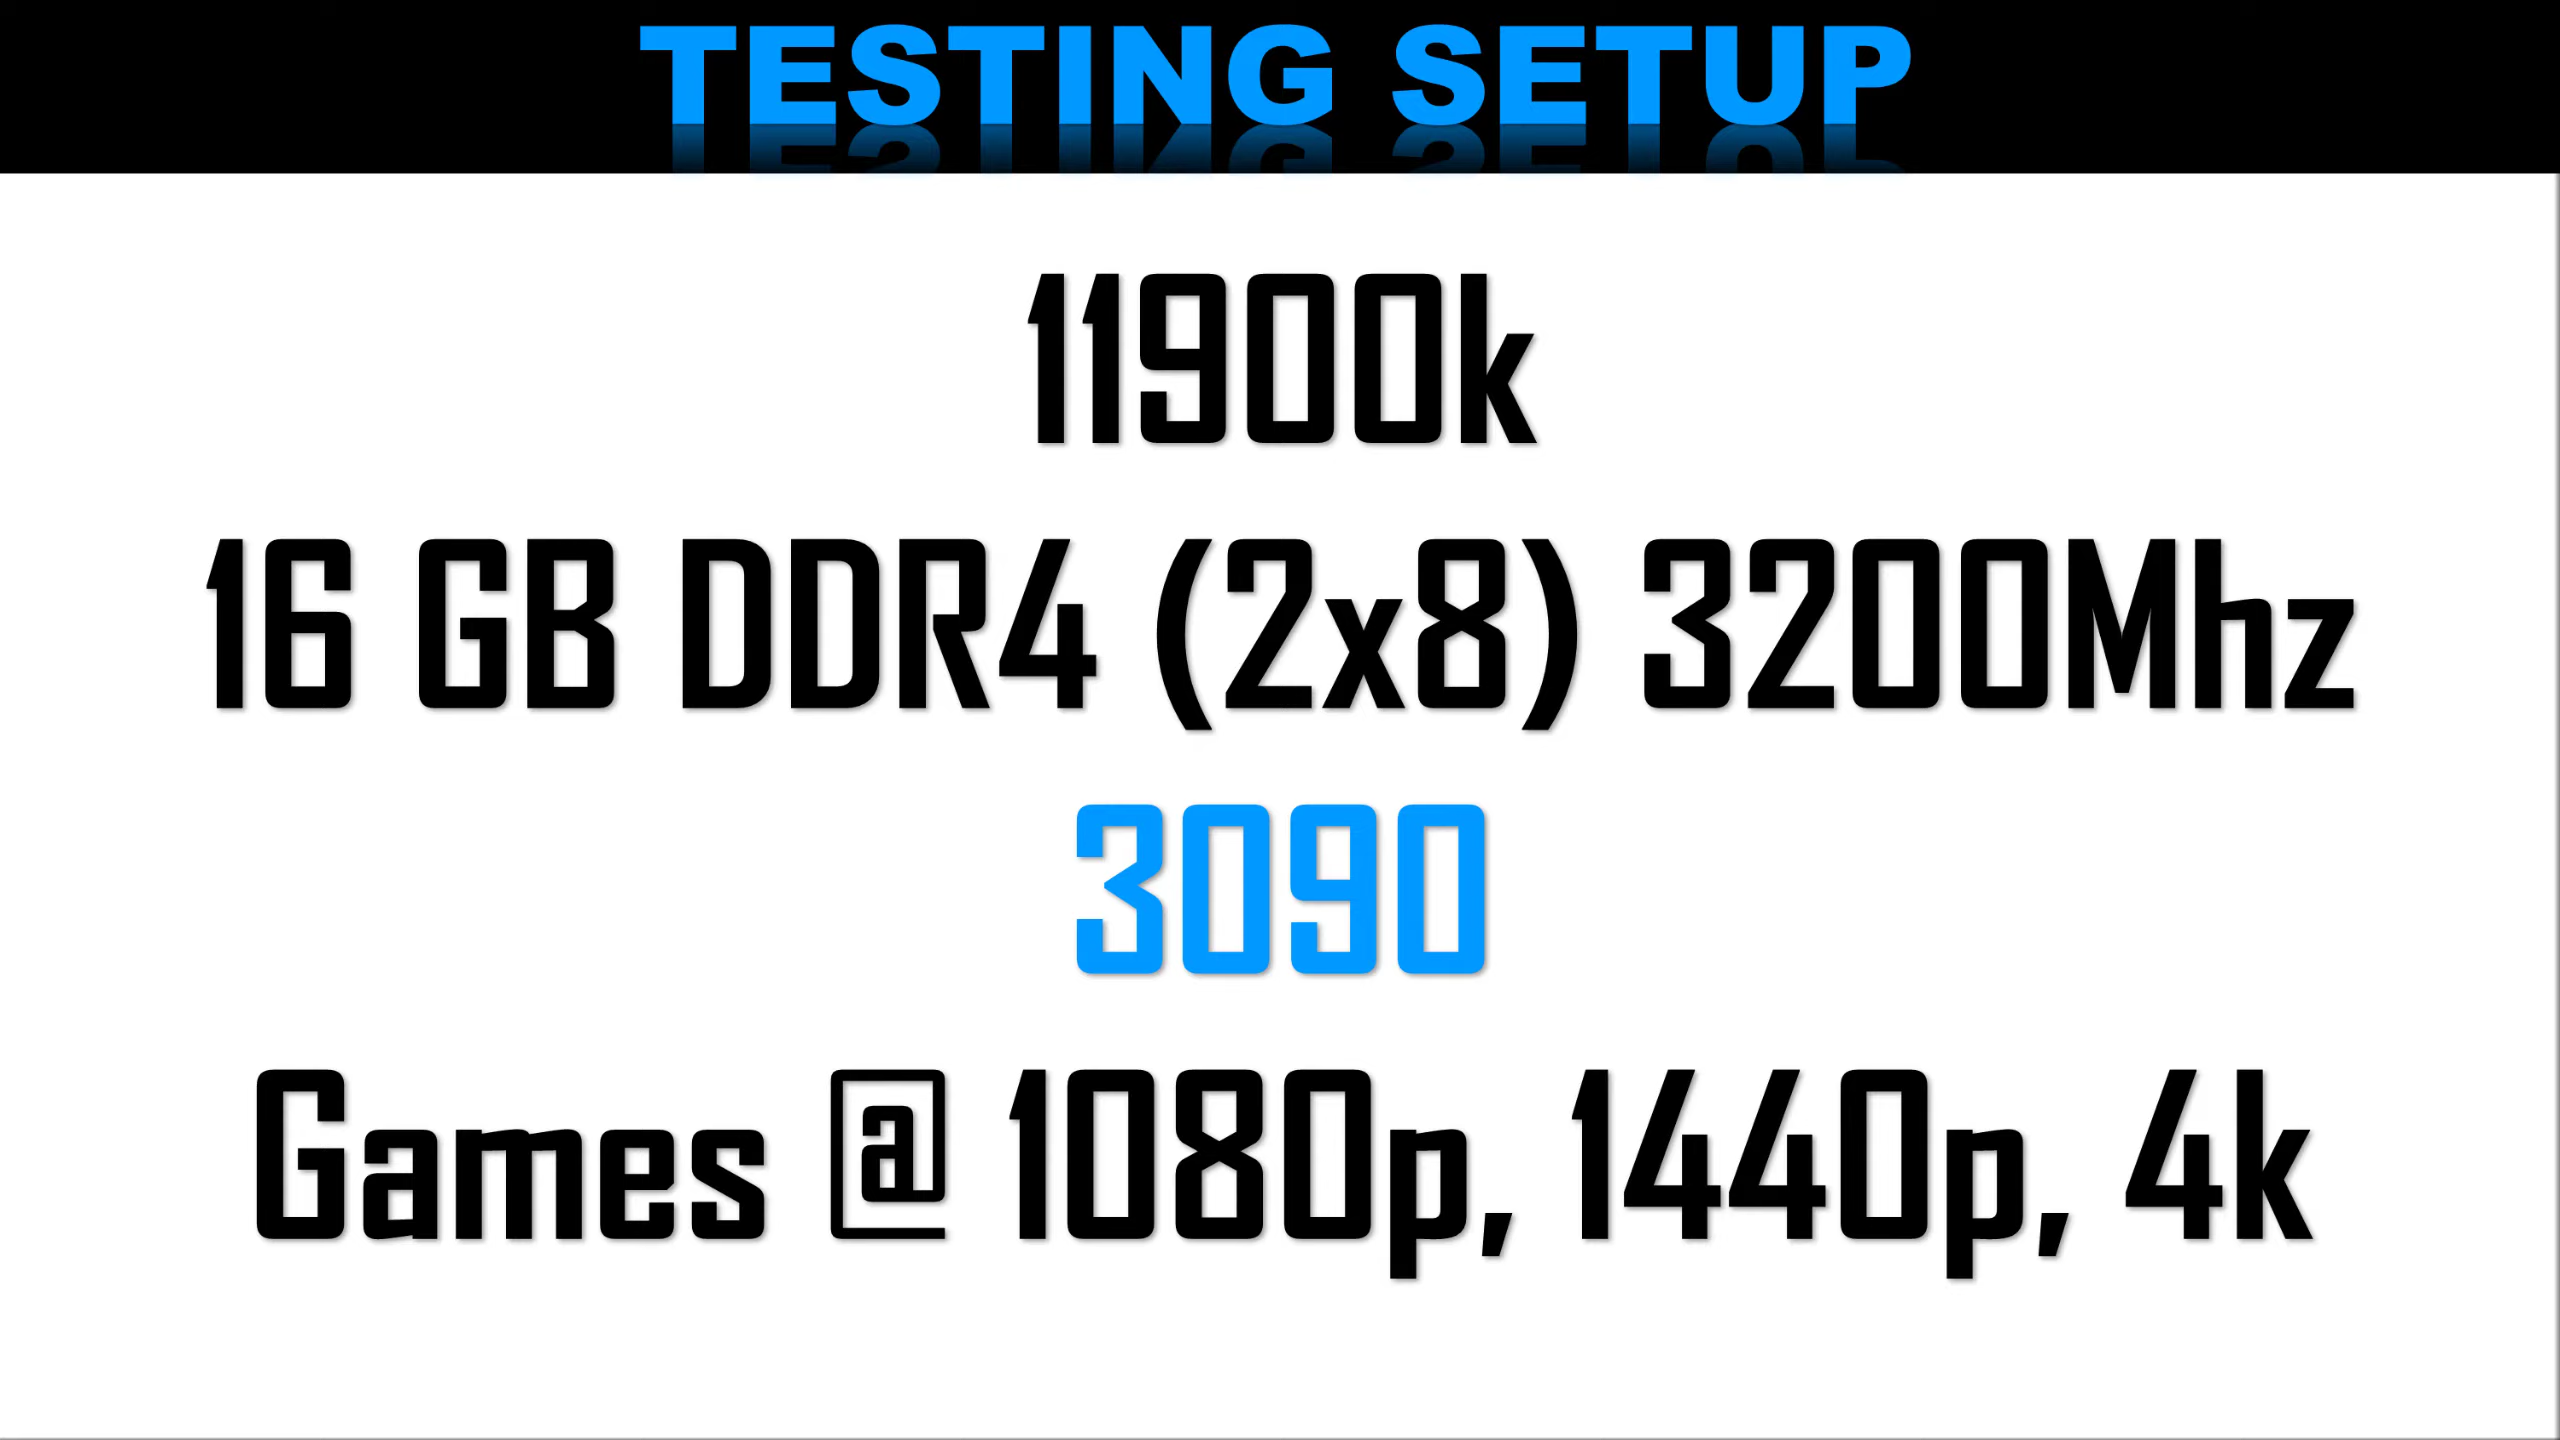 TESTING SETUP
11900k
16 GB DDR4 (2x8) 3200Mhz
3090
Games @ 1080p, 1440p, 4k